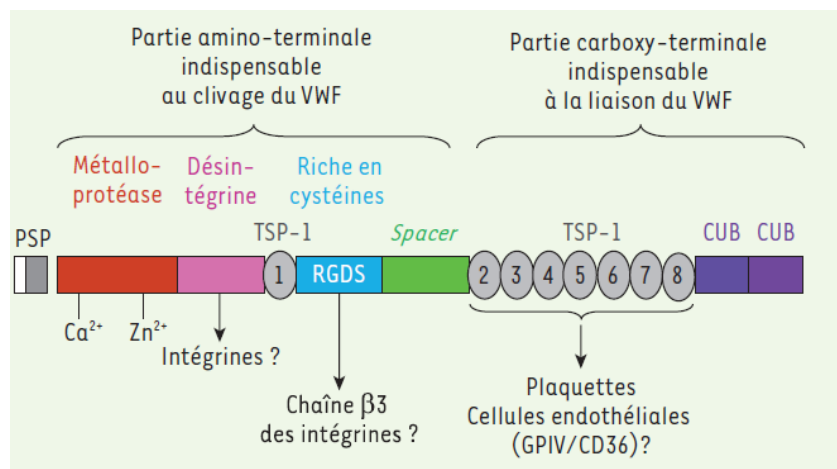 Partie amino-terminale
indispensable
au clivage du VWF
Partie carboxy-terminale
indispensable
à la liaison du VWF
Métallo-
protéase
Désin-
tégrine
Riche en
cystéines
PSP
TSP-1
Spacer
TSP-1
CUB
CUB
1
RGDS
2
3
4
5
6
7
8
Ca²⁺
Zn²⁺
Intégrines ?
Chaîne β3
des intégrines ?
Plaquettes
Cellules endothéliales
(GPIV/CD36)?